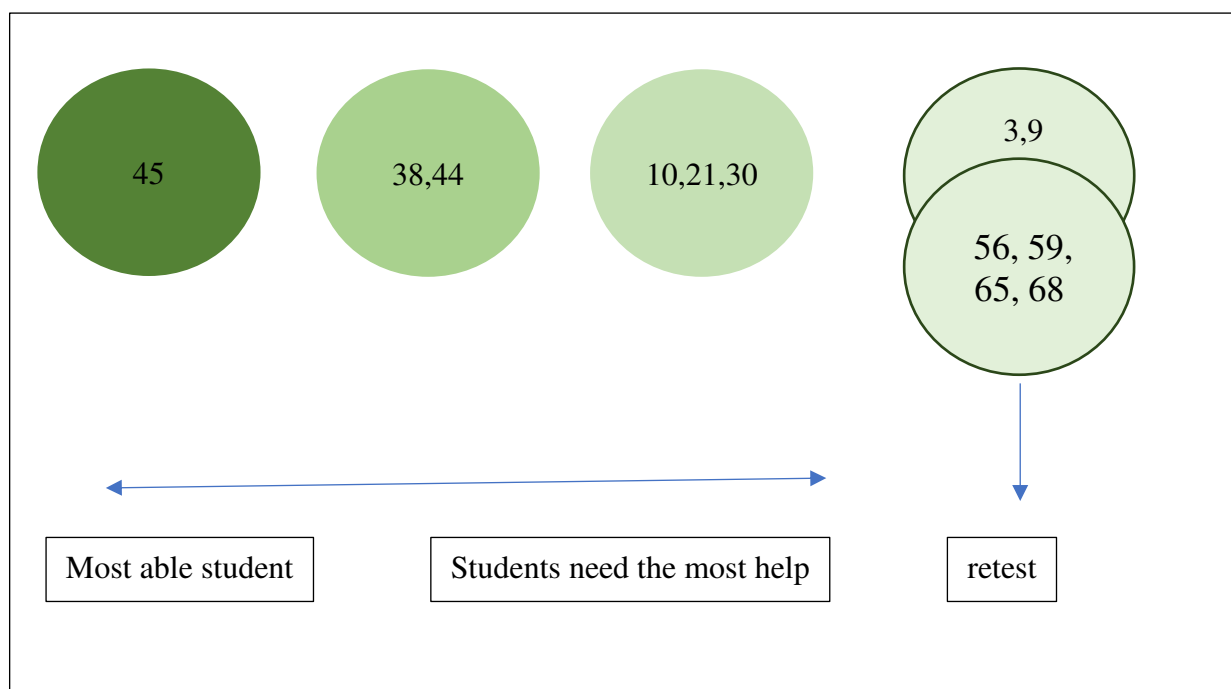 45
38,44
10,21,30
3,9
56, 59,
65, 68
Most able student
Students need the most help
retest